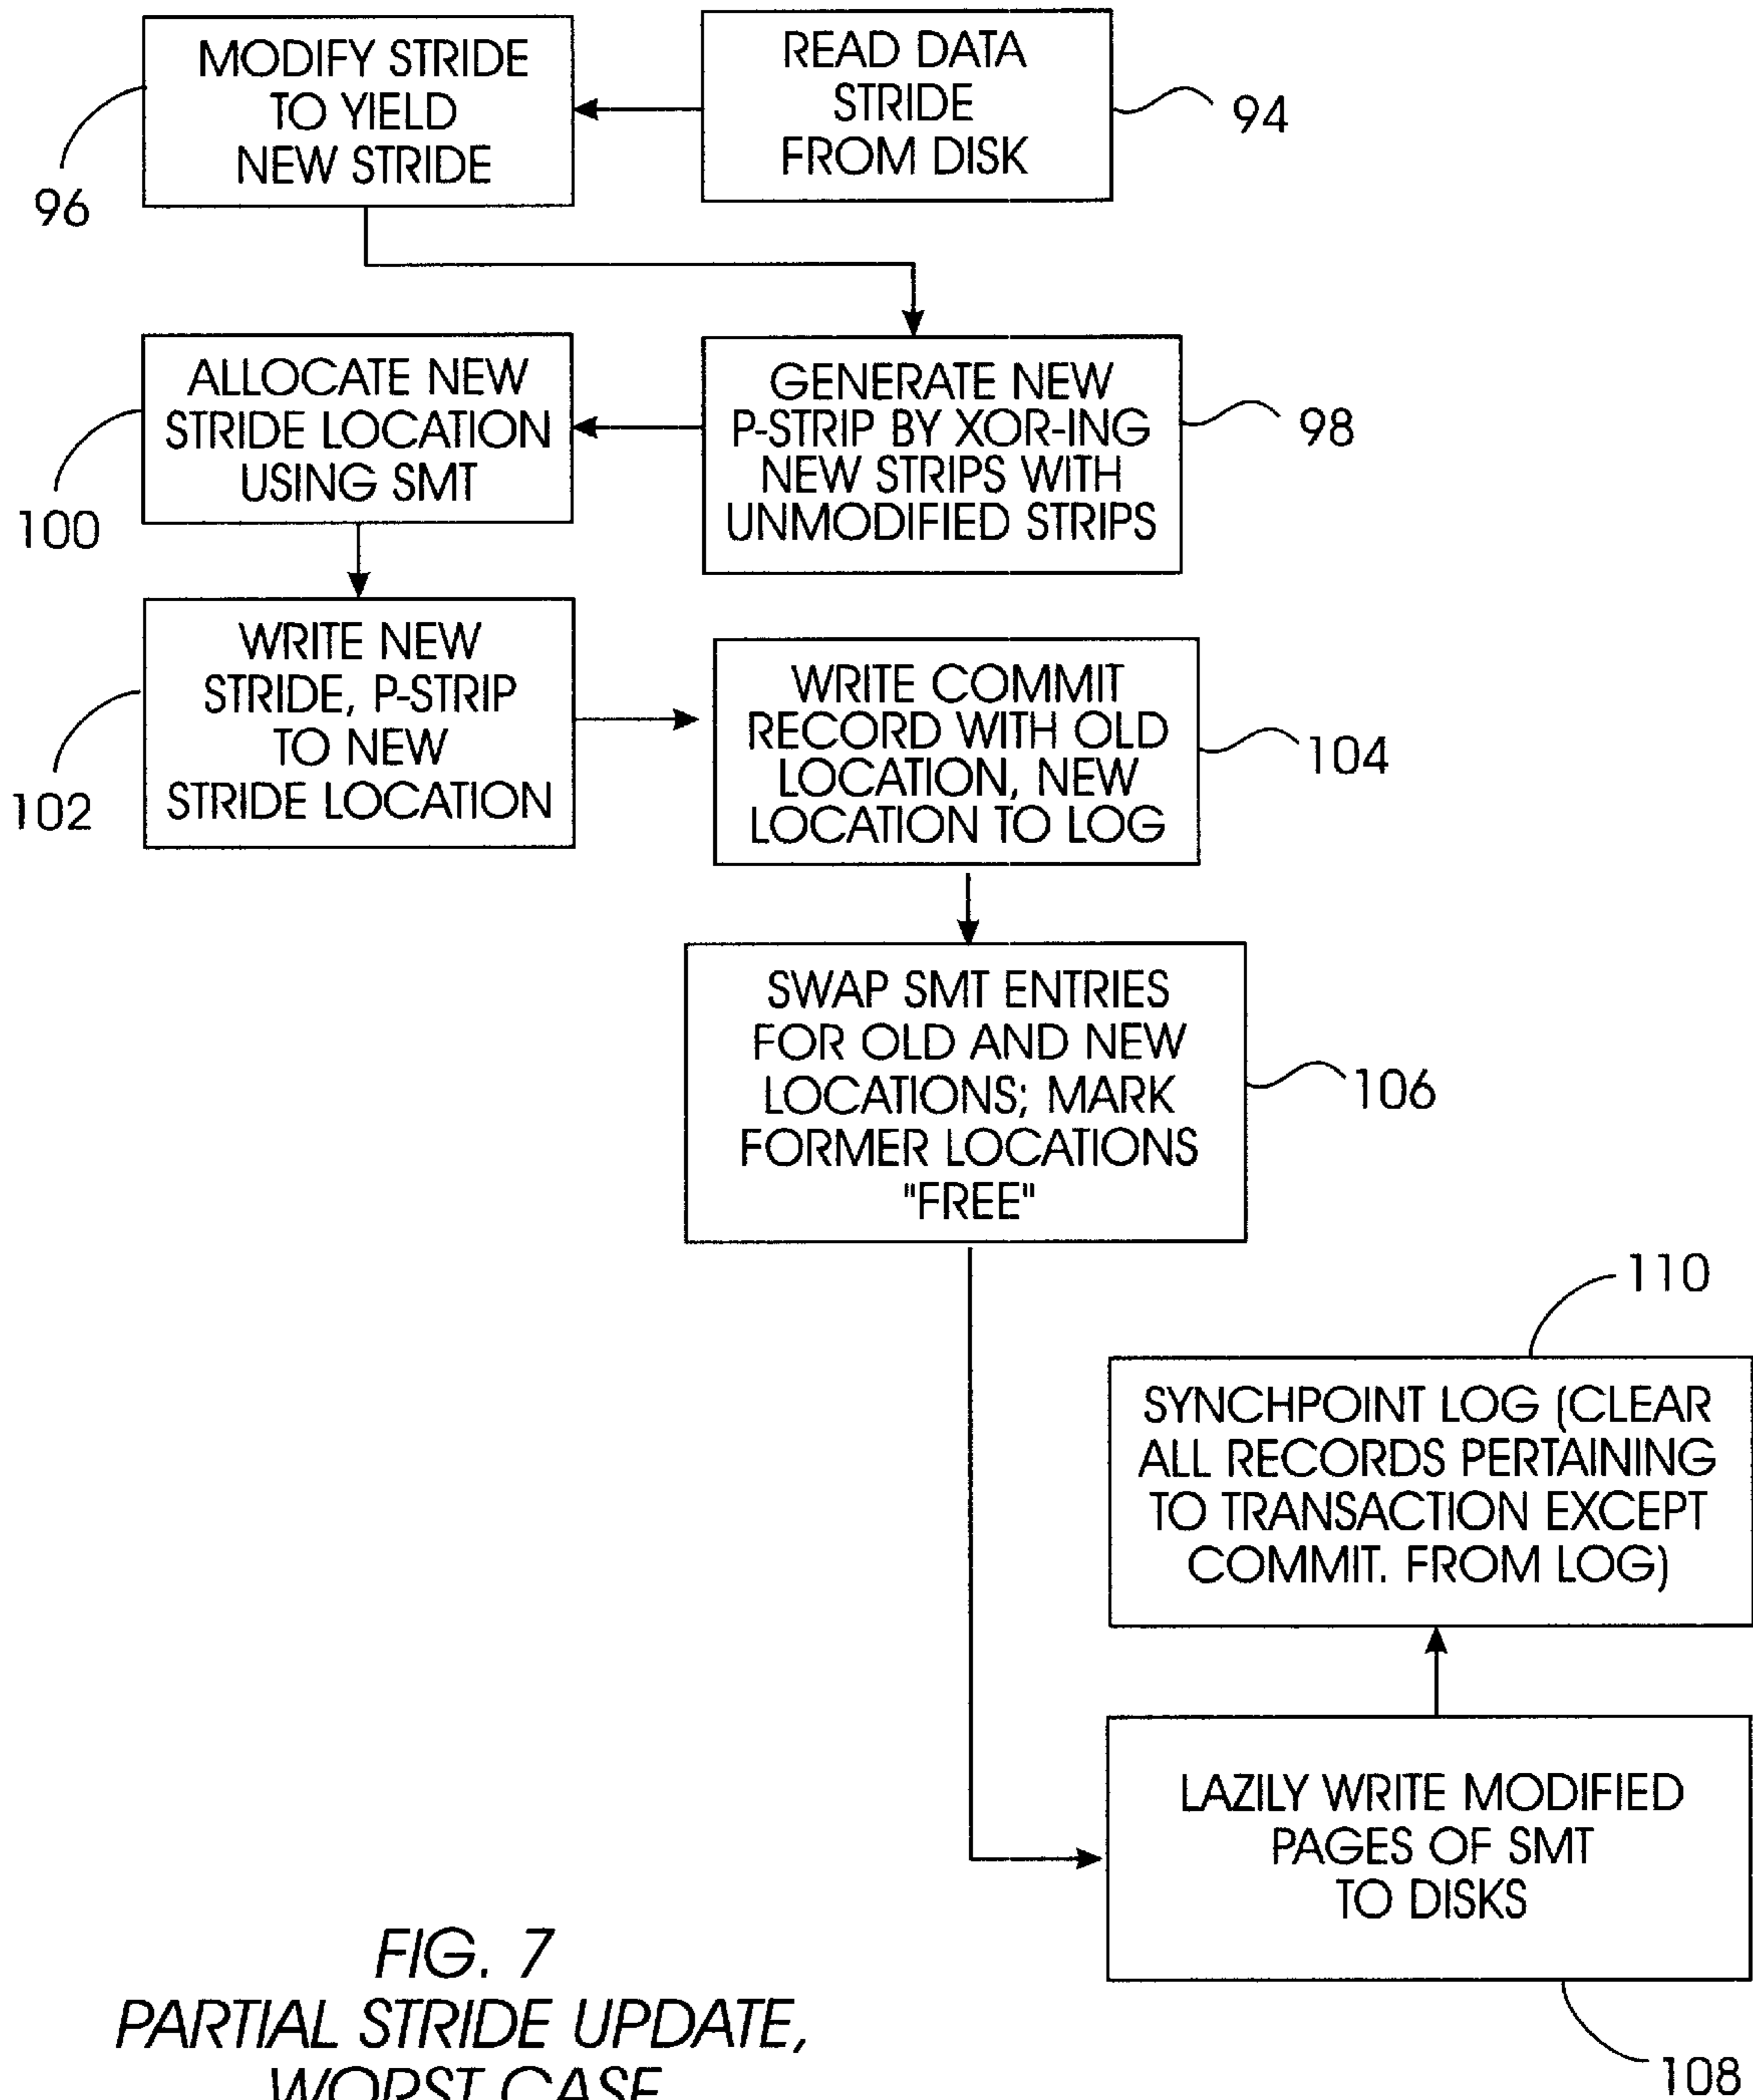 READ DATA
STRIDE
FROM DISK
94
MODIFY STRIDE
TO YIELD
NEW STRIDE
96
GENERATE NEW
P-STRIP BY XOR-ING
NEW STRIPS WITH
UNMODIFIED STRIPS
98
ALLOCATE NEW
STRIDE LOCATION
USING SMT
100
WRITE NEW
STRIDE, P-STRIP
TO NEW
STRIDE LOCATION
102
WRITE COMMIT
RECORD WITH OLD
LOCATION, NEW
LOCATION TO LOG
104
SWAP SMT ENTRIES
FOR OLD AND NEW
LOCATIONS; MARK
FORMER LOCATIONS
"FREE"
106
110
SYNCHPOINT LOG (CLEAR
ALL RECORDS PERTAINING
TO TRANSACTION EXCEPT
COMMIT. FROM LOG)
LAZILY WRITE MODIFIED
PAGES OF SMT
TO DISKS
108
FIG. 7
PARTIAL STRIDE UPDATE,
WORST CASE